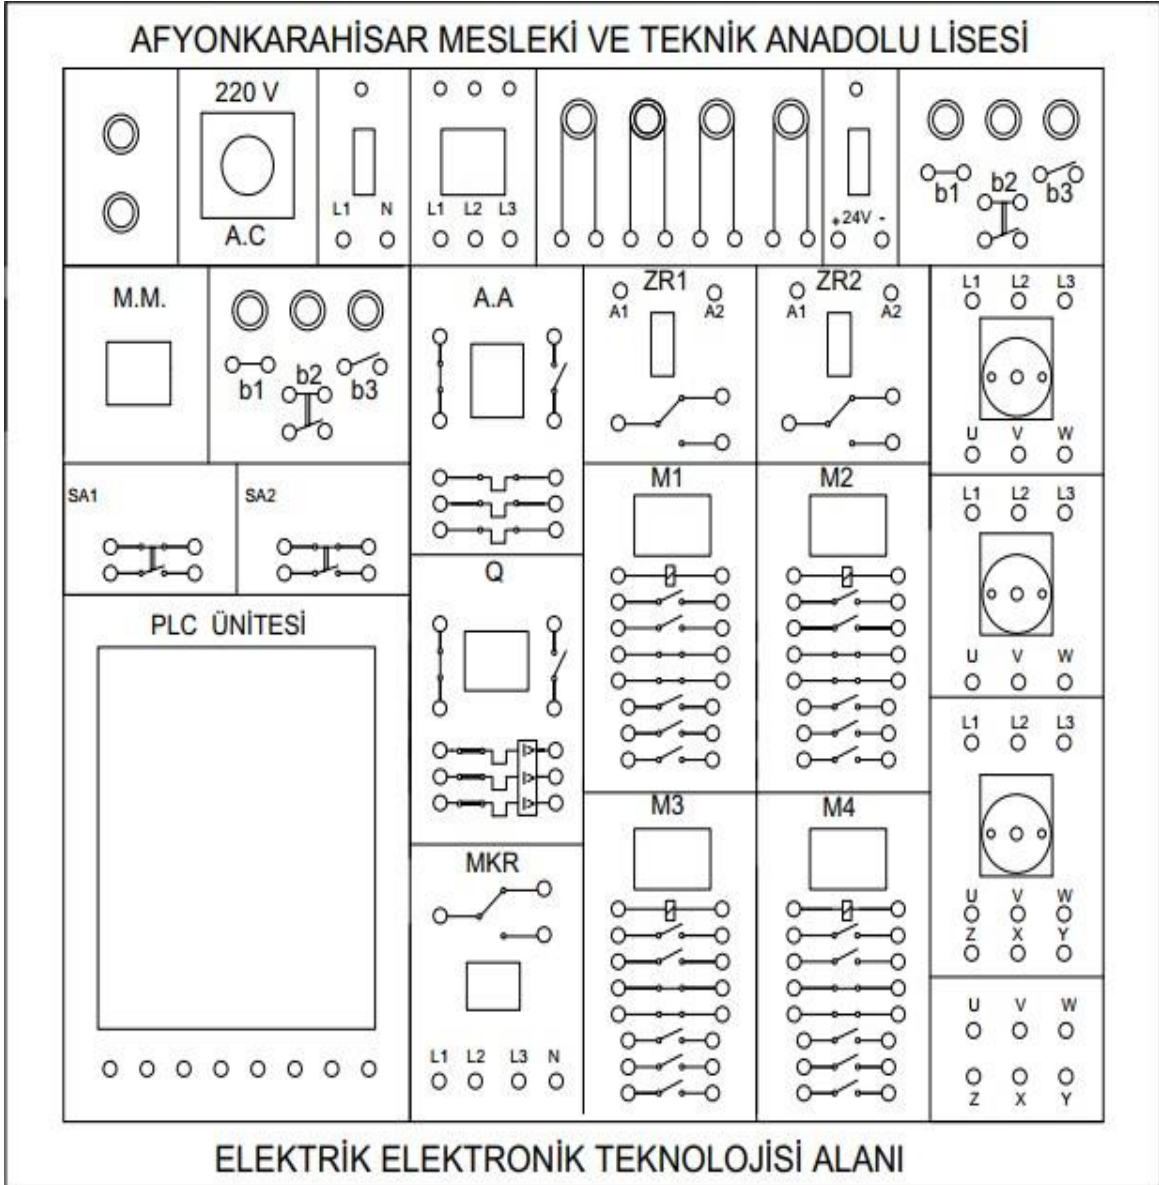 AFYONKARAHİSAR MESLEKİ VE TEKNİK ANADOLU LİSESİ
220 V
A.C
L1 N
L1 L2 L3
+ 24V -
b1 b2 b3
M.M.
b1 b2 b3
A.A
ZR1
A1 A2
ZR2
A1 A2
L1 L2 L3
U V W
SA1
SA2
M1
M2
L1 L2 L3
U V W
Q
PLC ÜNİTESİ
L1 L2 L3
U V W
Z X Y
M3
M4
MKR
L1 L2 L3 N
U V W
Z X Y
ELEKTRİK ELEKTRONİK TEKNOLOJİSİ ALANI